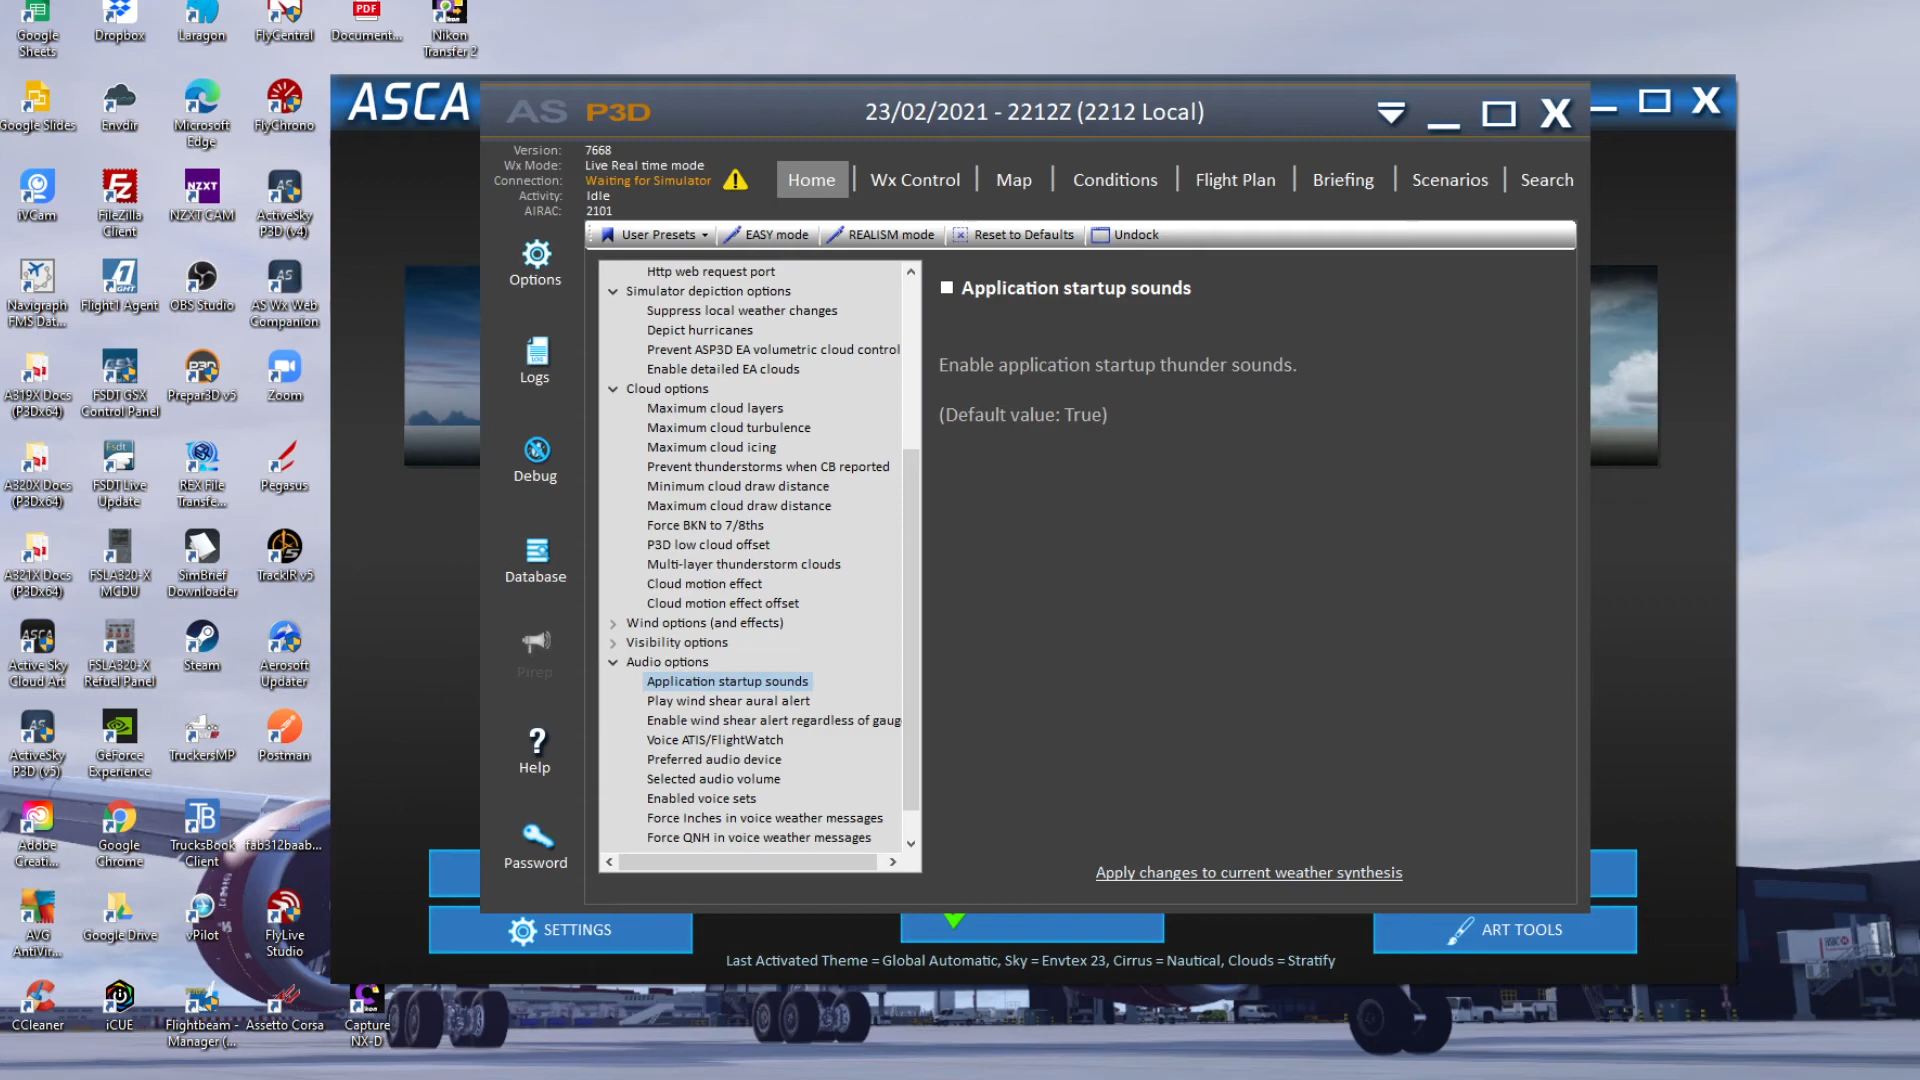 Google
Sheets
Dropbox
Laragon
FlyCentral
PDF
Document...
Nikon
Transfer 2
Google Slides
Envdir
Microsoft
Edge
FlyChrono
iVCam
FileZilla
Client
NZXT
NZXT CAM
ActiveSky
P3D (v4)
Navigraph
FMS Dat...
Flight1 Agent
OBS Studio
AS Wx Web
Companion
A319X Docs
(P3Dx64)
FSDT GSX
Control Panel
Prepar3D v5
Zoom
A320X Docs
(P3Dx64)
FSDT Live
Update
REX File
Transfe...
Pegasus
A321X Docs
(P3Dx64)
FSLA320-X
MCDU
SimBrief
Downloader
TrackIR v5
Active Sky
Cloud Art
FSLA320-X
Refuel Panel
Steam
Aerosoft
Updater
ActiveSky
P3D (v5)
GeForce
Experience
TruckersMP
Postman
Adobe
Creati...
Google
Chrome
TrucksBook
Client
fab312baab...
AVG
AntiVir...
Google Drive
vPilot
FlyLive
Studio
CCleaner
iCUE
Flightbeam -
Manager (...
Assetto Corsa
Capture
NX-D
ASCA
AS P3D
23/02/2021 - 2212Z (2212 Local)
Version: 7668
Wx Mode: Live Real time mode
Connection: Waiting for Simulator
Activity: Idle
AIRAC: 2101
Home | Wx Control | Map | Conditions | Flight Plan | Briefing | Scenarios | Search
User Presets EASY mode REALISM mode Reset to Defaults Undock
Options
Logs
Debug
Database
Pirep
Help
Password
Http web request port
Simulator depiction options
Suppress local weather changes
Depict hurricanes
Prevent ASP3D EA volumetric cloud control
Enable detailed EA clouds
Cloud options
Maximum cloud layers
Maximum cloud turbulence
Maximum cloud icing
Prevent thunderstorms when CB reported
Minimum cloud draw distance
Maximum cloud draw distance
Force BKN to 7/8ths
P3D low cloud offset
Multi-layer thunderstorm clouds
Cloud motion effect
Cloud motion effect offset
Wind options (and effects)
Visibility options
Audio options
Application startup sounds
Play wind shear aural alert
Enable wind shear alert regardless of gaug
Voice ATIS/FlightWatch
Preferred audio device
Selected audio volume
Enabled voice sets
Force Inches in voice weather messages
Force QNH in voice weather messages
Application startup sounds
Enable application startup thunder sounds.
(Default value: True)
Apply changes to current weather synthesis
SETTINGS
ART TOOLS
Last Activated Theme = Global Automatic, Sky = Envtex 23, Cirrus = Nautical, Clouds = Stratify